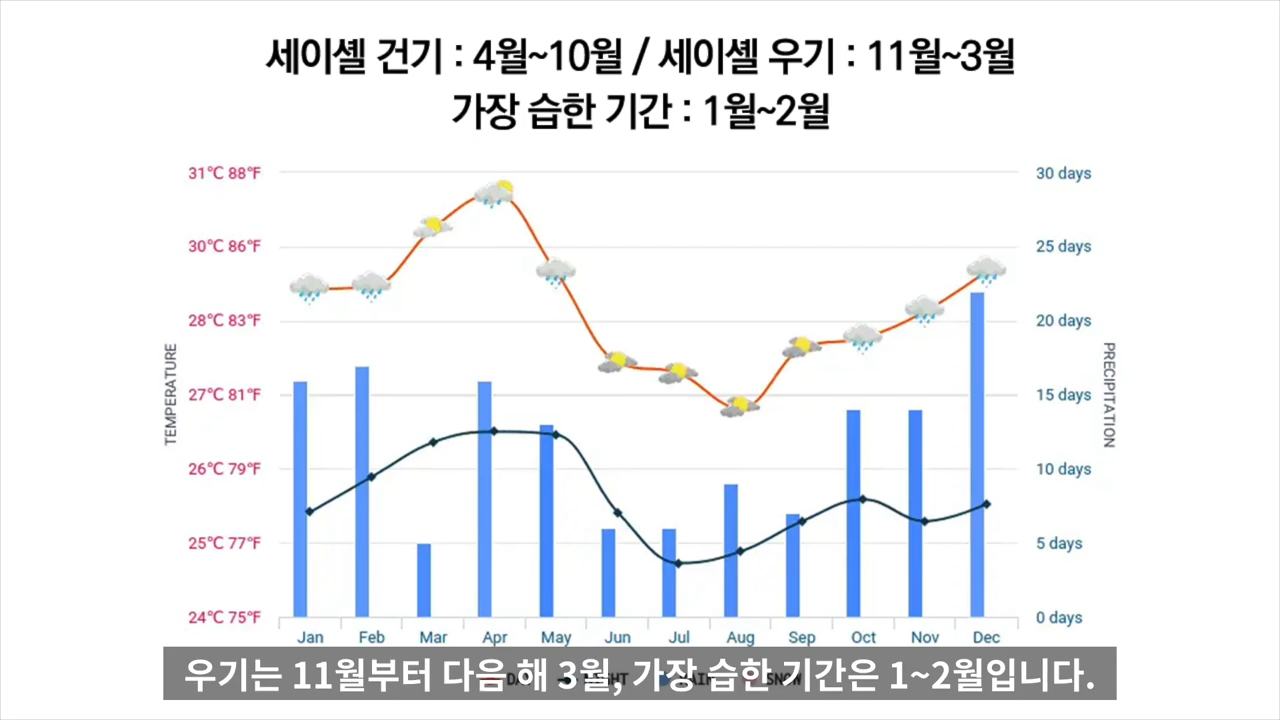 세이셸 건기 : 4월~10월 / 세이셸 우기 : 11월~3월
가장 습한 기간 : 1월~2월
31°C 88°F
30 days
30°C 86°F
25 days
28°C 83°F
20 days
27°C 81°F
15 days
26°C 79°F
10 days
25°C 77°F
5 days
24°C 75°F
0 days
TEMPERATURE
PRECIPITATION
Jan Feb Mar Apr May Jun Jul Aug Sep Oct Nov Dec
우기는 11월부터 다음 해 3월, 가장 습한 기간은 1~2월입니다.